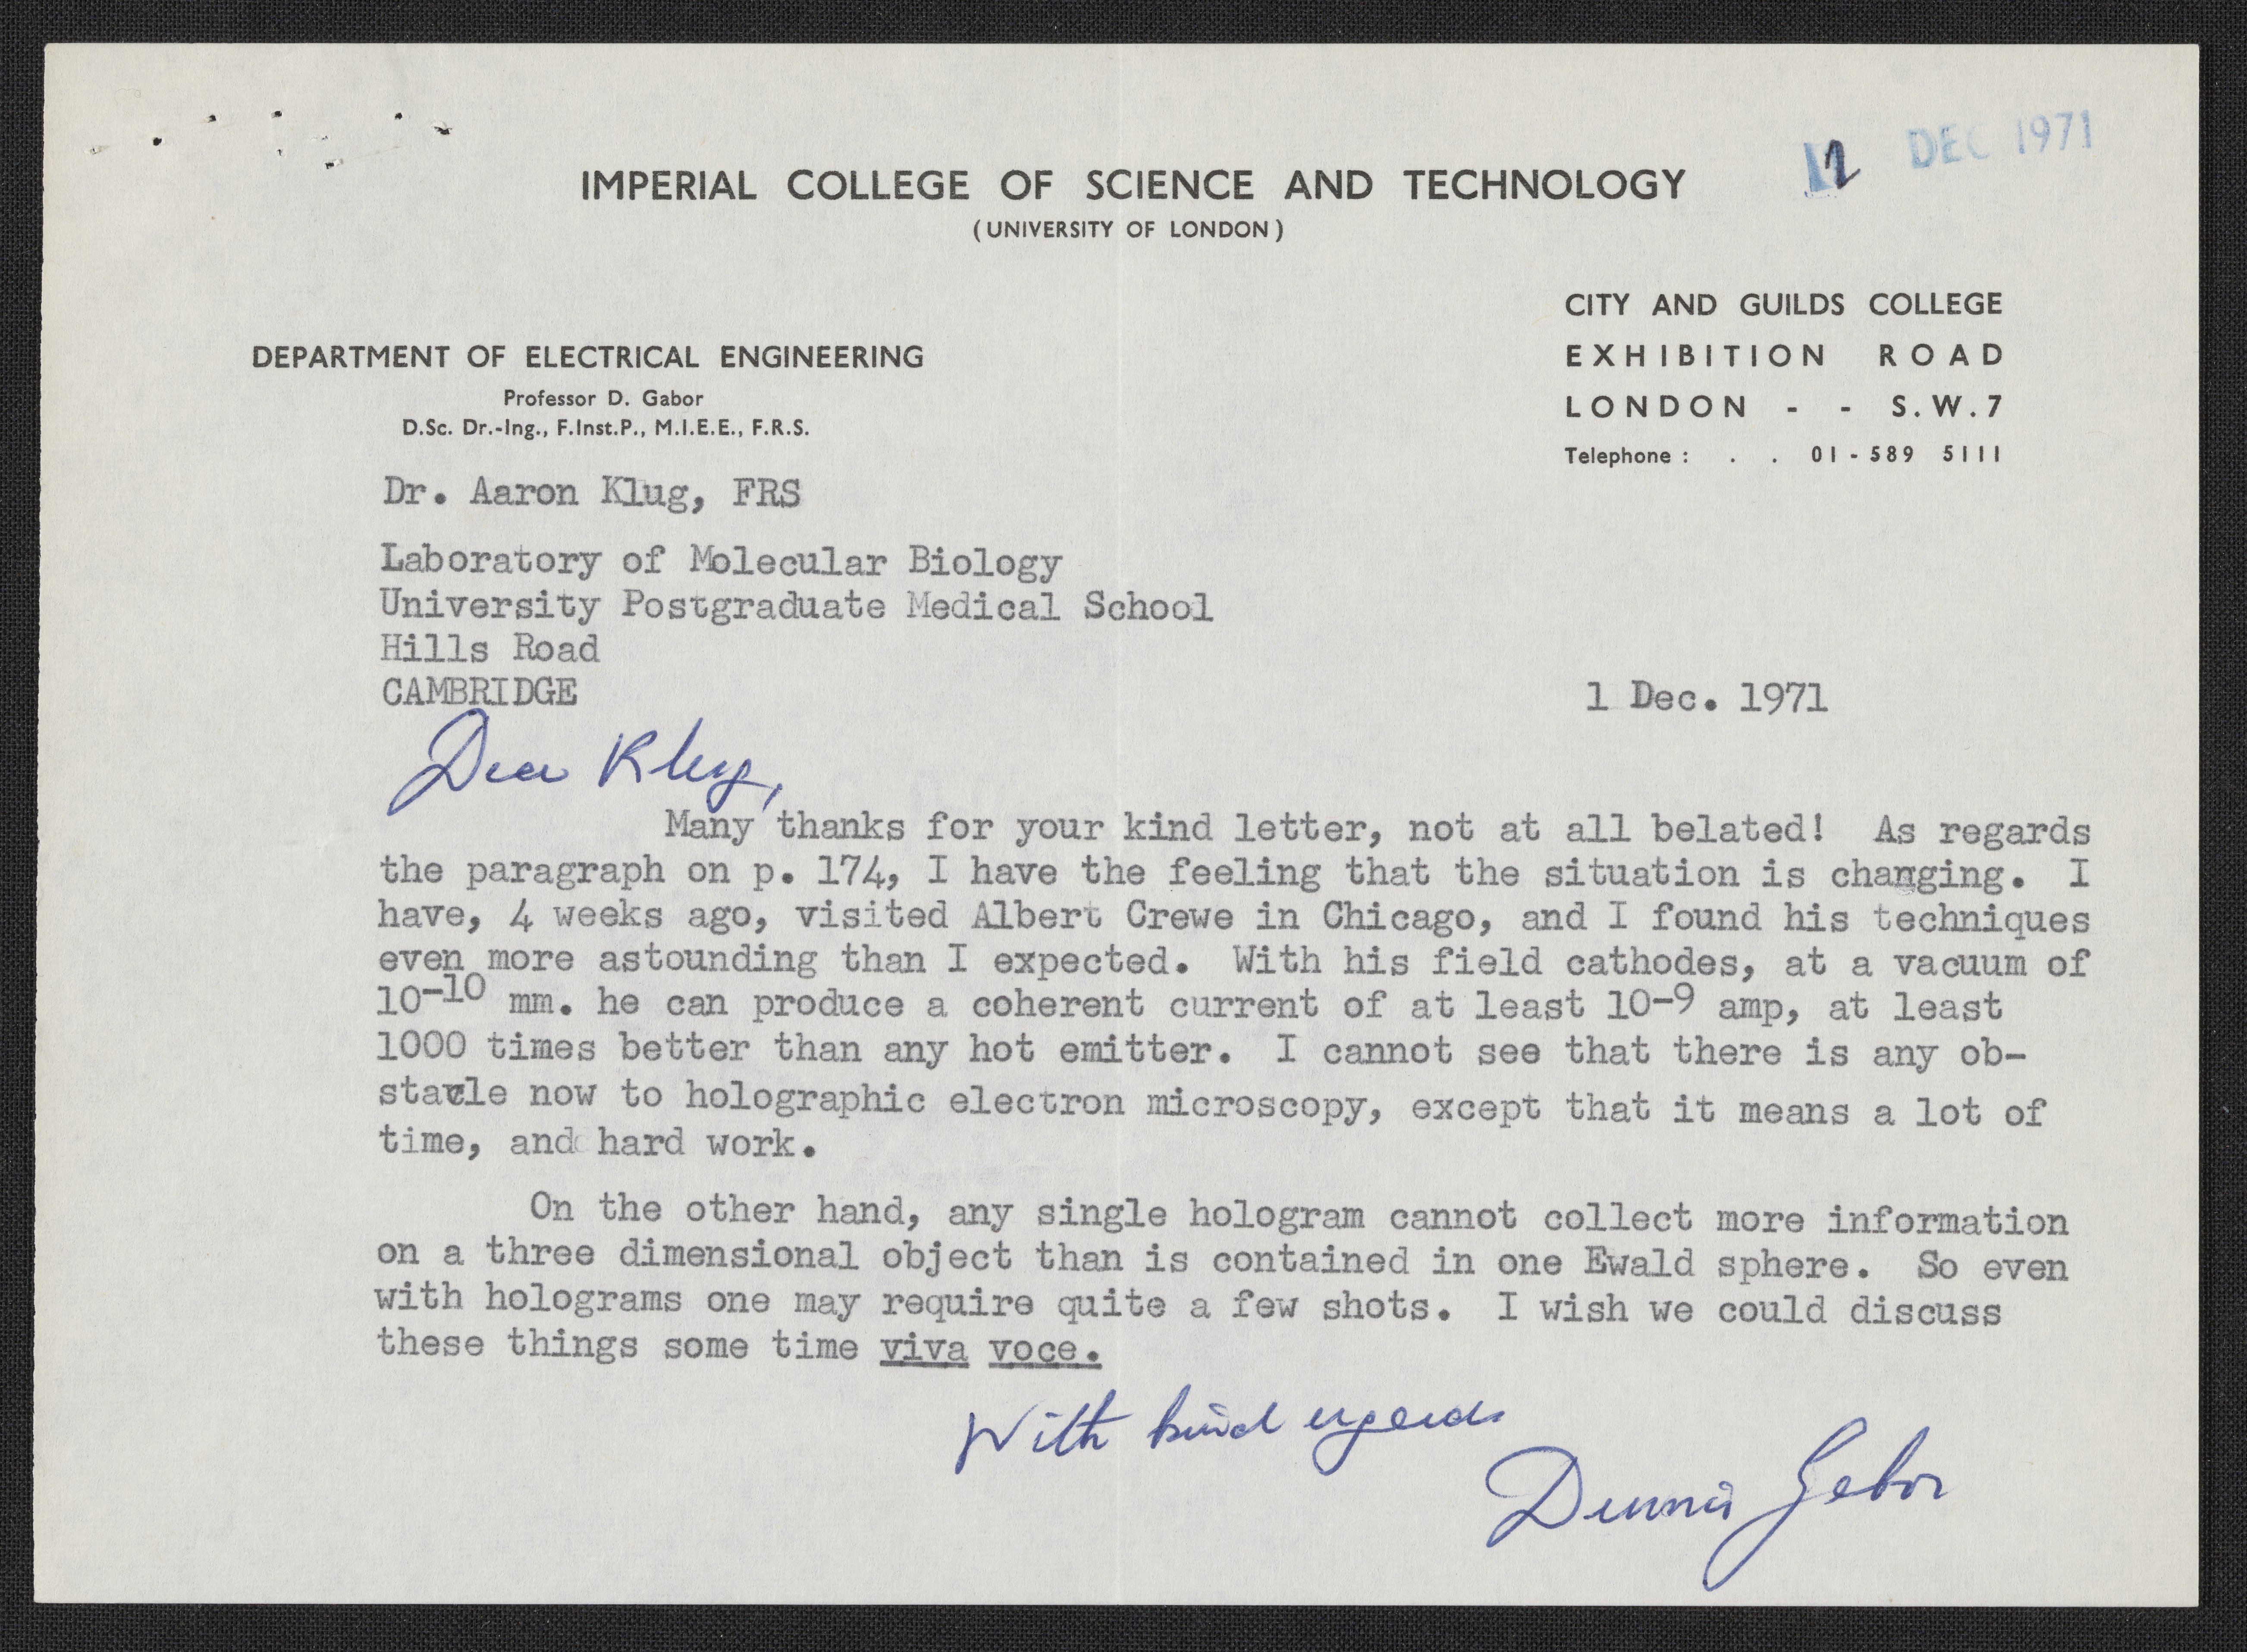 12 DEC 1971
IMPERIAL COLLEGE OF SCIENCE AND TECHNOLOGY
(UNIVERSITY OF LONDON)
CITY AND GUILDS COLLEGE
EXHIBITION ROAD
LONDON - - S.W.7
Telephone : . . 01-589 5111
DEPARTMENT OF ELECTRICAL ENGINEERING
Professor D. Gabor
D.Sc. Dr.-Ing., F.Inst.P., M.I.E.E., F.R.S.
Dr. Aaron Klug, FRS
Laboratory of Molecular Biology
University Postgraduate Medical School
Hills Road
CAMBRIDGE
1 Dec. 1971
Dear Klug,
Many thanks for your kind letter, not at all belated! As regards
the paragraph on p. 174, I have the feeling that the situation is changing. I
have, 4 weeks ago, visited Albert Crewe in Chicago, and I found his techniques
even more astounding than I expected. With his field cathodes, at a vacuum of
10⁻¹⁰ mm. he can produce a coherent current of at least 10⁻⁹ amp, at least
1000 times better than any hot emitter. I cannot see that there is any ob-
stacle now to holographic electron microscopy, except that it means a lot of
time, and hard work.
On the other hand, any single hologram cannot collect more information
on a three dimensional object than is contained in one Ewald sphere. So even
with holograms one may require quite a few shots. I wish we could discuss
these things some time viva voce.
With kind regards
Dennis Gabor